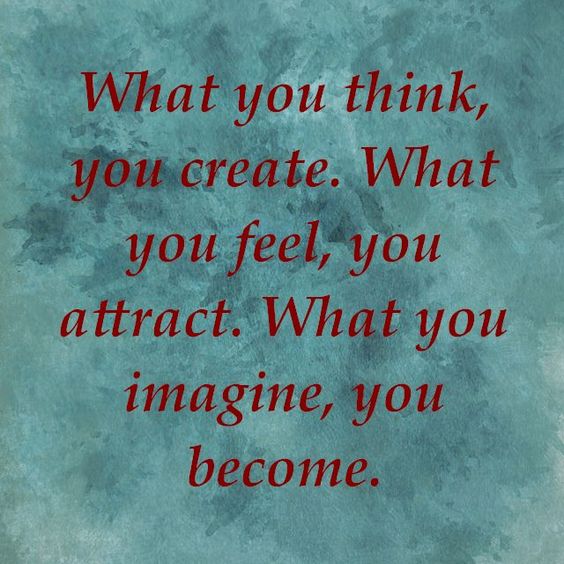 What you think,
you create. What
you feel, you
attract. What you
imagine, you
become.